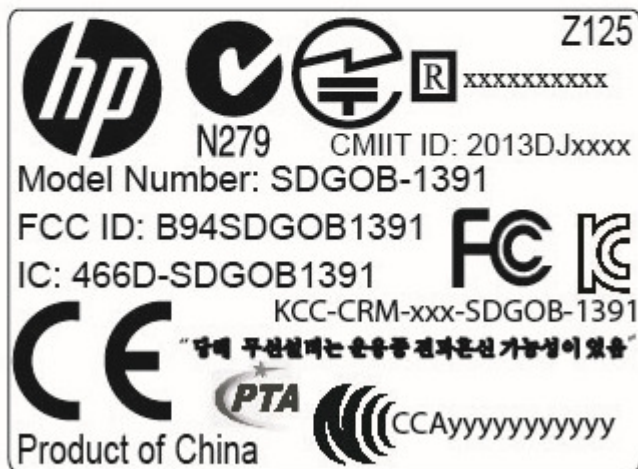 hp
Z125
R xxxxxxxxxx
N279
CMIIT ID: 2013DJxxxx
Model Number: SDGOB-1391
FCC ID: B94SDGOB1391
FC
IC: 466D-SDGOB1391
KCC-CRM-xxx-SDGOB-1391
CE
"당해 무선설비는 운용중 전파혼신 가능성이 있음"
PTA
CCAyyyyyyyyyyy
Product of China